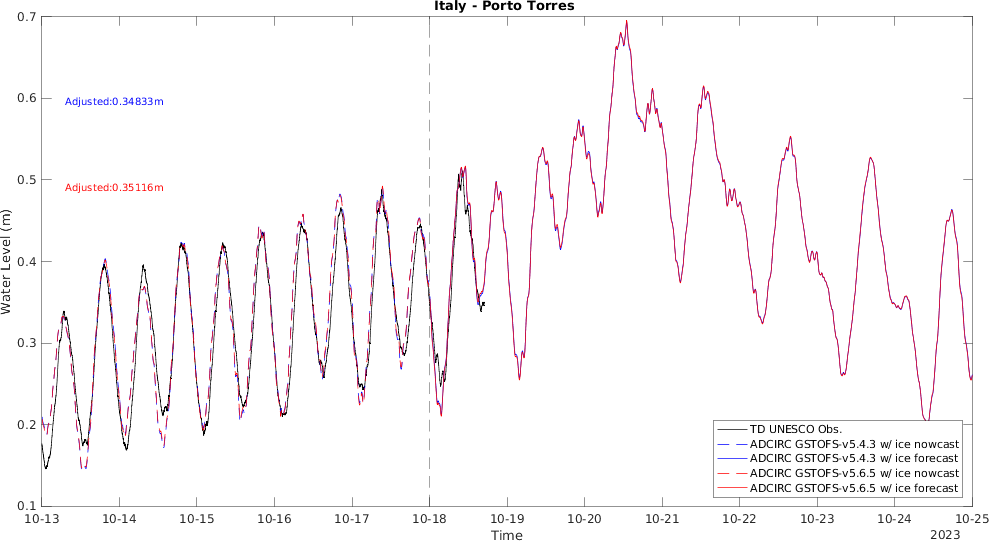 Italy - Porto Torres
Water Level (m)
0.7
0.6
0.5
0.4
0.3
0.2
0.1
Adjusted:0.34833m
Adjusted:0.35116m
TD UNESCO Obs.
ADCIRC GSTOFS-v5.4.3 w/ ice nowcast
ADCIRC GSTOFS-v5.4.3 w/ ice forecast
ADCIRC GSTOFS-v5.6.5 w/ ice nowcast
ADCIRC GSTOFS-v5.6.5 w/ ice forecast
10-13 10-14 10-15 10-16 10-17 10-18 10-19 10-20 10-21 10-22 10-23 10-24 10-25
Time
2023